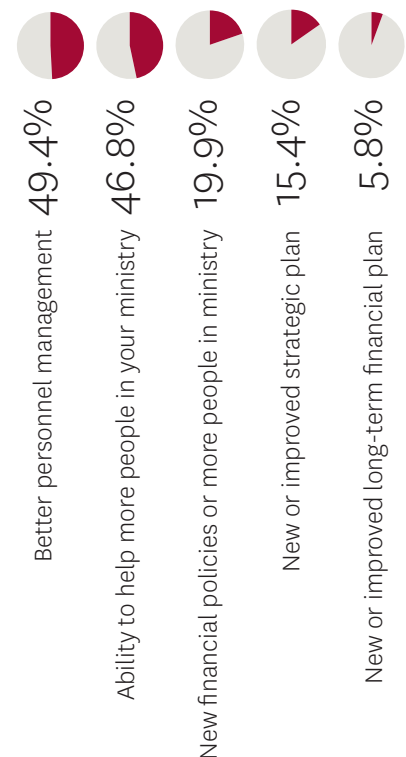 49.4% Better personnel management
46.8% Ability to help more people in your ministry
19.9% New financial policies or more people in ministry
15.4% New or improved strategic plan
5.8% New or improved long-term financial plan